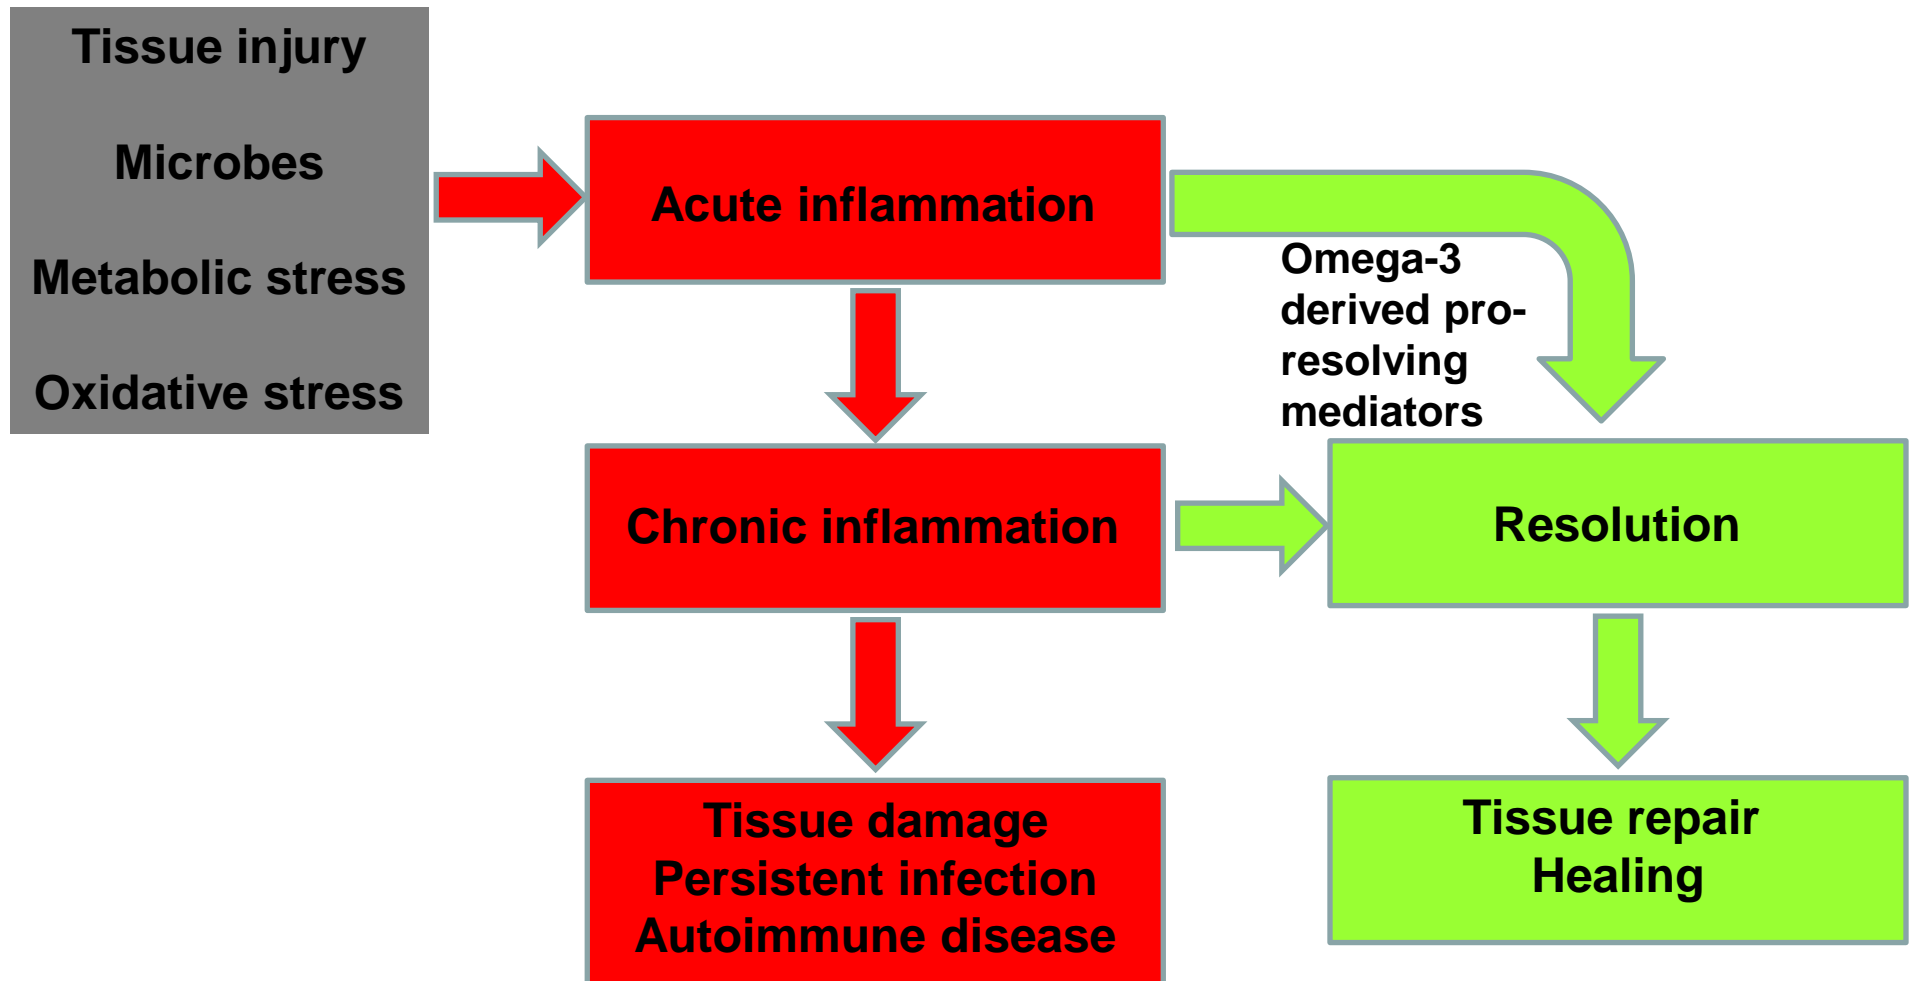 Tissue injury
Microbes
Metabolic stress
Oxidative stress
Acute inflammation
Omega-3
derived pro-
resolving
mediators
Chronic inflammation
Resolution
Tissue damage
Persistent infection
Autoimmune disease
Tissue repair
Healing